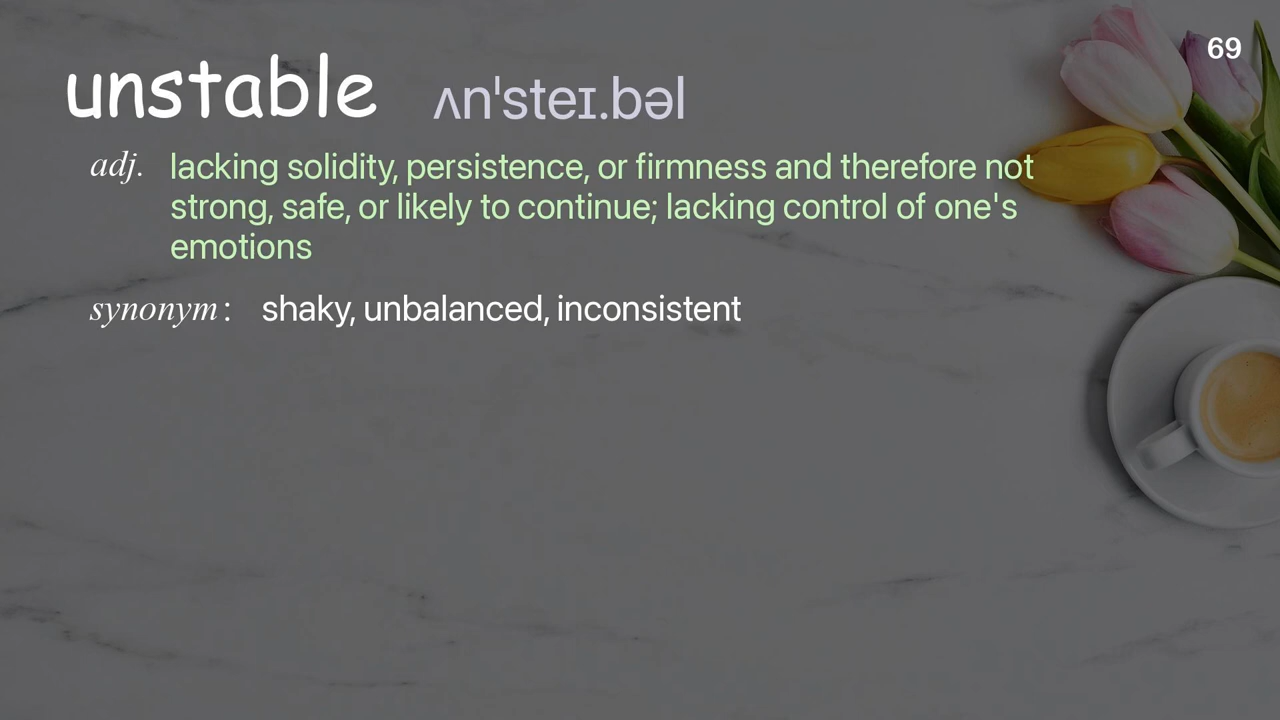 69
unstable ʌnˈsteɪ.bəl
adj. lacking solidity, persistence, or firmness and therefore not
strong, safe, or likely to continue; lacking control of one's
emotions
synonym: shaky, unbalanced, inconsistent